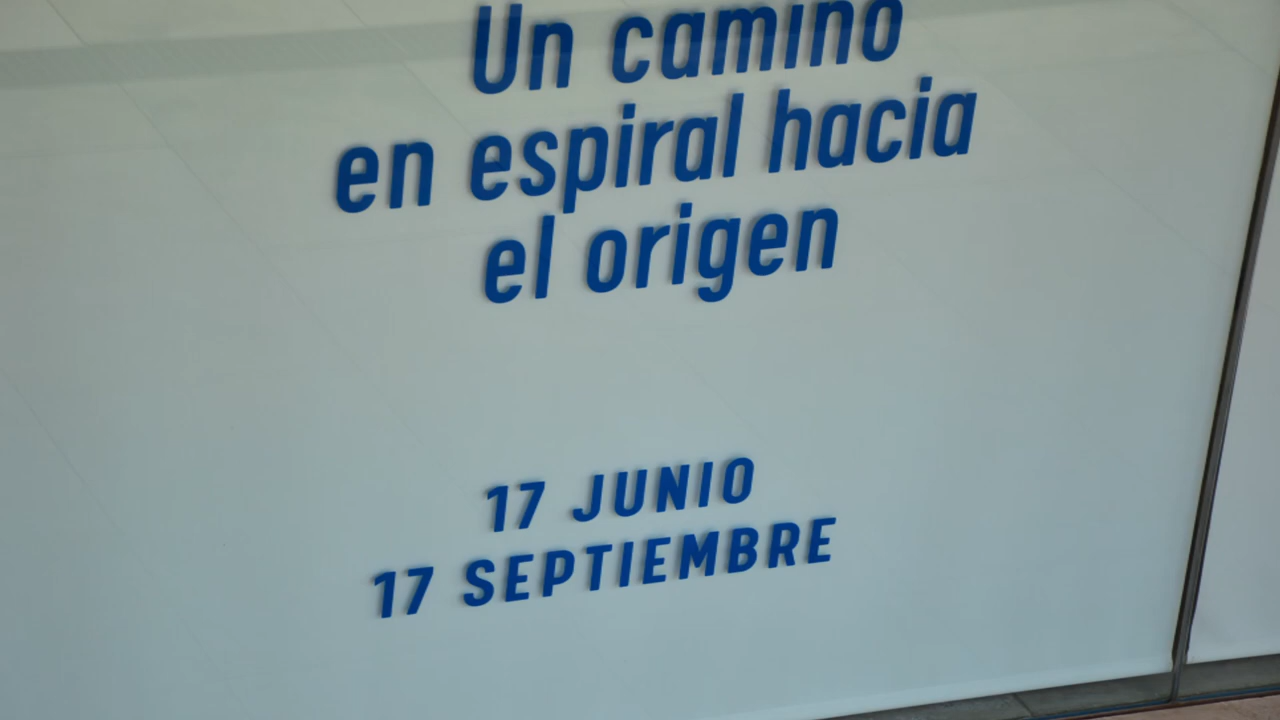 Un camino
en espiral hacia
el origen
17 JUNIO
17 SEPTIEMBRE